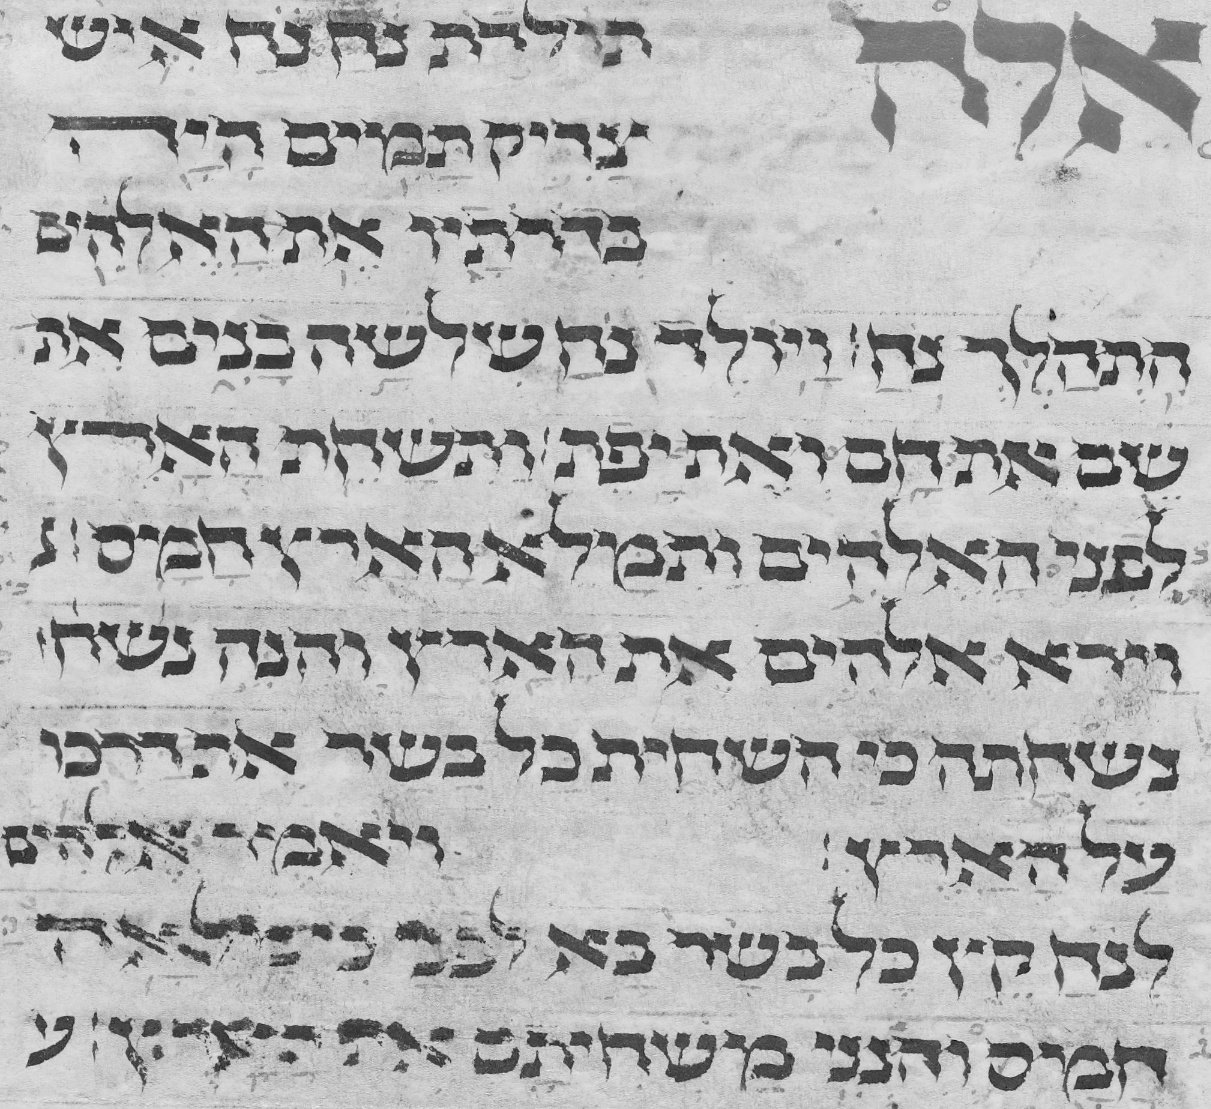 אלה תולדת נח נח איש
צדיק תמים היה
בדרתיו את האלהים
התהלך נח: ויולד נח שלשה בנים את
שם את חם ואת יפת: ותשחת הארץ
לפני האלהים ותמלא הארץ חמס:
וירא אלהים את הארץ והנה נשח
נשחתה כי השחית כל בשר את דרכו
על הארץ: ויאמר אלהים
לנח קץ כל בשר בא לפני כי מלאה
חמס והנני משחיתם את הארץ: ע